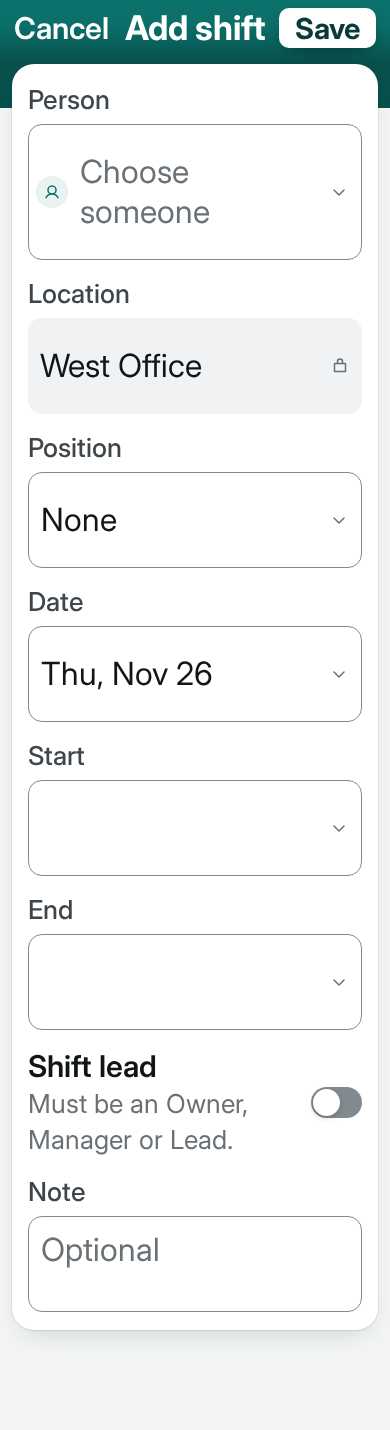 Cancel Add shift Save
Person
Choose
someone
Location
West Office
Position
None
Date
Thu, Nov 26
Start
End
Shift lead
Must be an Owner,
Manager or Lead.
Note
Optional